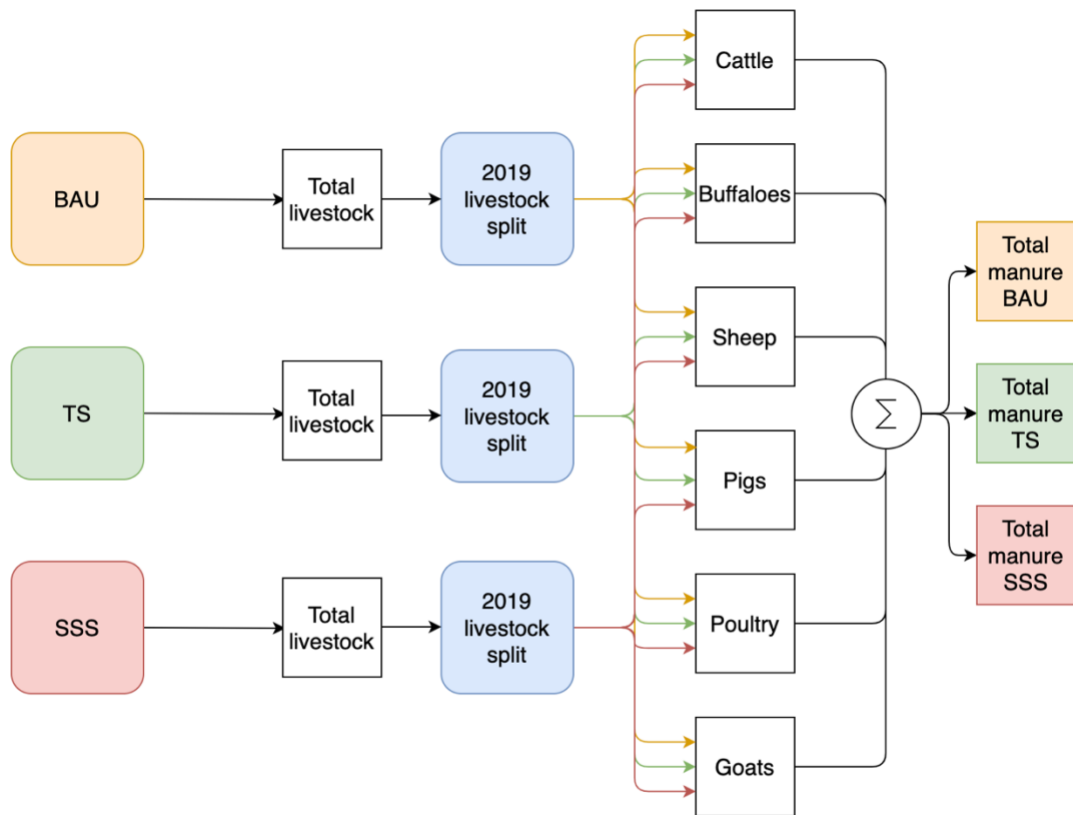 BAU
Total
livestock
2019
livestock
split
TS
Total
livestock
2019
livestock
split
SSS
Total
livestock
2019
livestock
split
Cattle
Buffaloes
Sheep
Pigs
Poultry
Goats
∑
Total
manure
BAU
Total
manure
TS
Total
manure
SSS